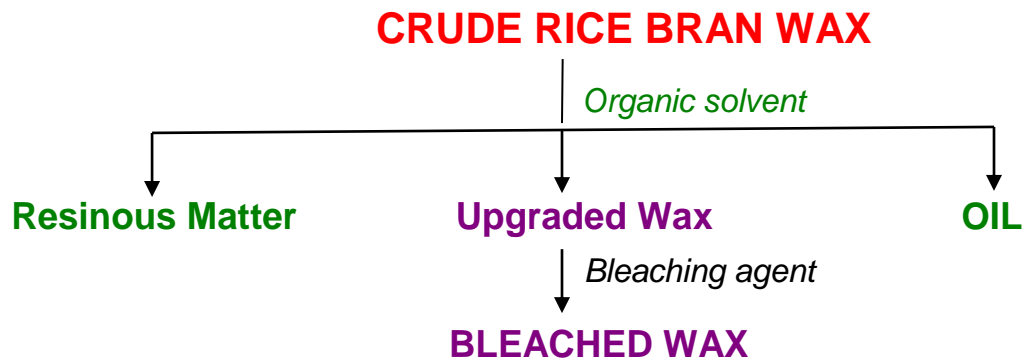 CRUDE RICE BRAN WAX
Organic solvent
Resinous Matter
Upgraded Wax
OIL
Bleaching agent
BLEACHED WAX